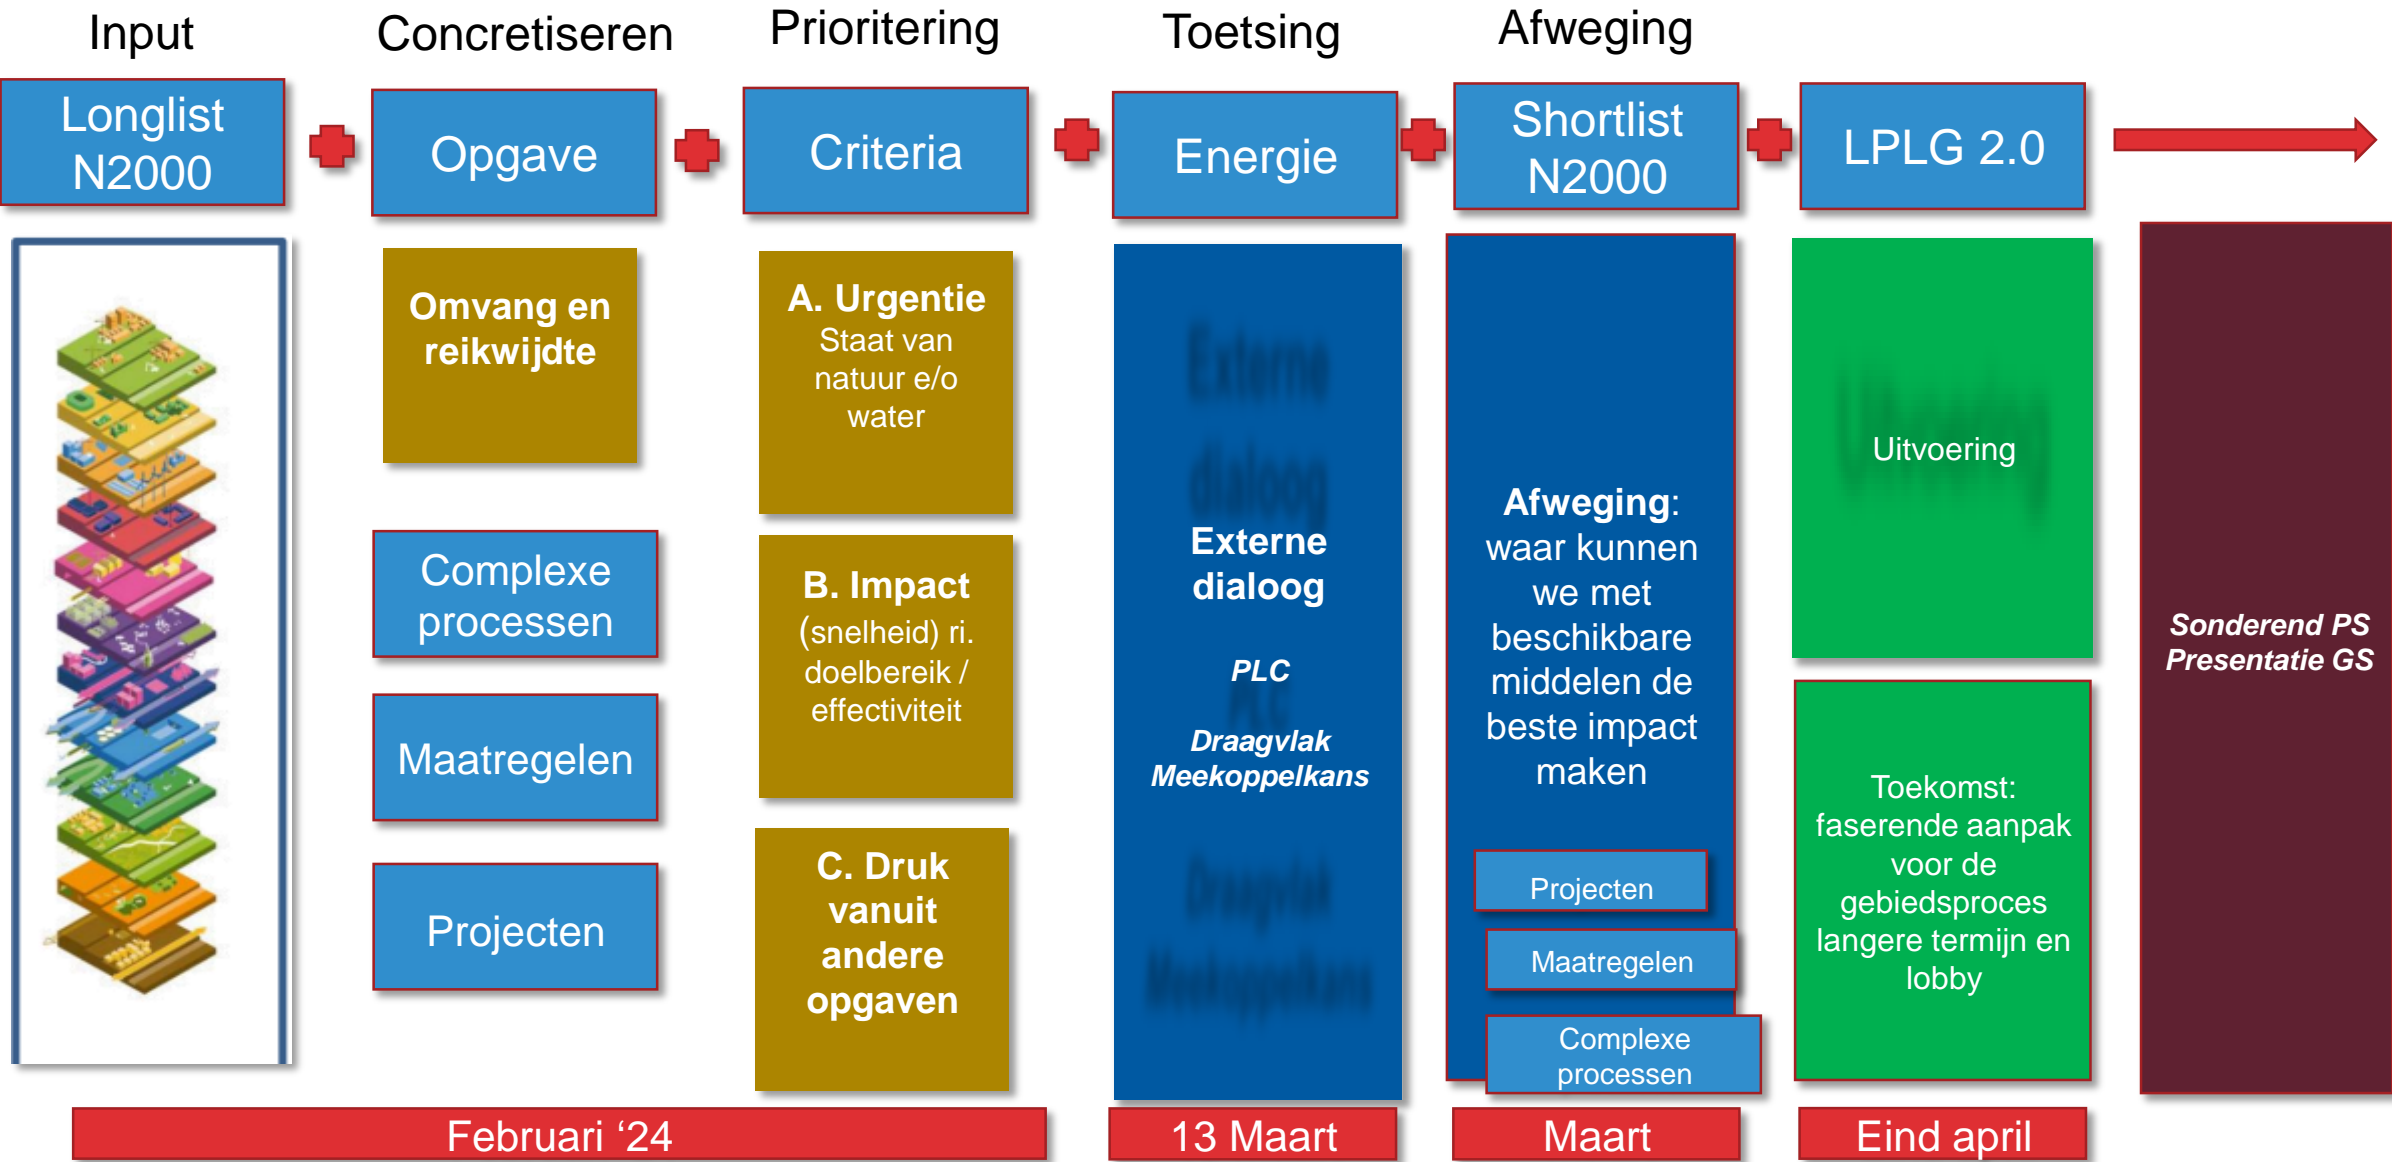 Input
Concretiseren
Prioritering
Toetsing
Afweging
Longlist
N2000
Opgave
Criteria
Energie
Shortlist
N2000
LPLG 2.0
Omvang en
reikwijdte
Complexe
processen
Maatregelen
Projecten
A. Urgentie
Staat van
natuur e/o
water
B. Impact
(snelheid) ri.
doelbereik /
effectiviteit
C. Druk
vanuit
andere
opgaven
Externe
dialoog
PLC
Draagvlak
Meekoppelkans
Afweging:
waar kunnen
we met
beschikbare
middelen de
beste impact
maken
Projecten
Maatregelen
Complexe
processen
Uitvoering
Toekomst:
faserende aanpak
voor de
gebiedsproces
langere termijn en
lobby
Sonderend PS
Presentatie GS
Februari ‘24
13 Maart
Maart
Eind april